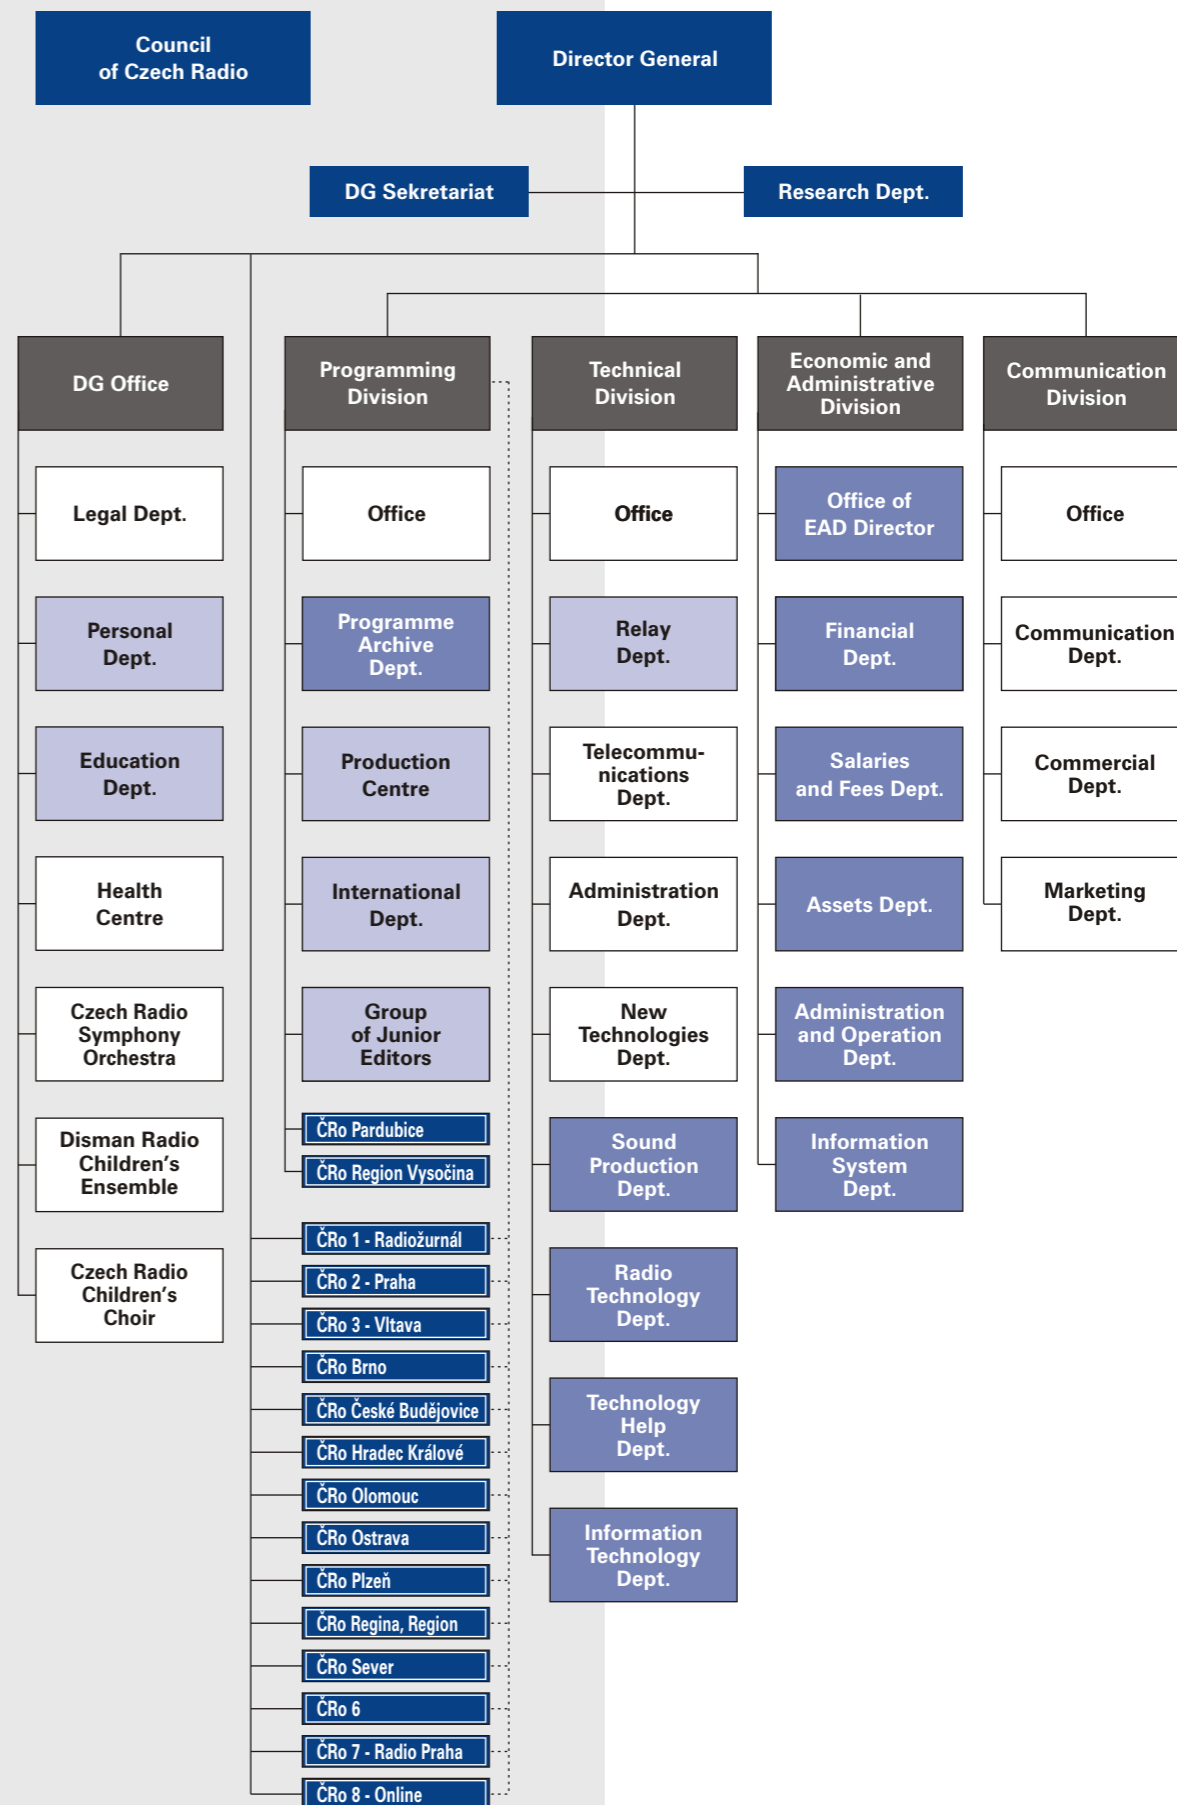 Council
of Czech Radio
Director General
DG Sekretariat
Research Dept.
DG Office
Programming
Division
Technical
Division
Economic and
Administrative
Division
Communication
Division
Legal Dept.
Personal
Dept.
Education
Dept.
Health
Centre
Czech Radio
Symphony
Orchestra
Disman Radio
Children's
Ensemble
Czech Radio
Children's
Choir
Office
Programme
Archive
Dept.
Production
Centre
International
Dept.
Group
of Junior
Editors
ČRo Pardubice
ČRo Region Vysočina
ČRo 1 - Radiožurnál
ČRo 2 - Praha
ČRo 3 - Vltava
ČRo Brno
ČRo České Budějovice
ČRo Hradec Králové
ČRo Olomouc
ČRo Ostrava
ČRo Plzeň
ČRo Regina, Region
ČRo Sever
ČRo 6
ČRo 7 - Radio Praha
ČRo 8 - Online
Office
Relay
Dept.
Telecommu-
nications
Dept.
Administration
Dept.
New
Technologies
Dept.
Sound
Production
Dept.
Radio
Technology
Dept.
Technology
Help
Dept.
Information
Technology
Dept.
Office of
EAD Director
Financial
Dept.
Salaries
and Fees Dept.
Assets Dept.
Administration
and Operation
Dept.
Information
System
Dept.
Office
Communication
Dept.
Commercial
Dept.
Marketing
Dept.